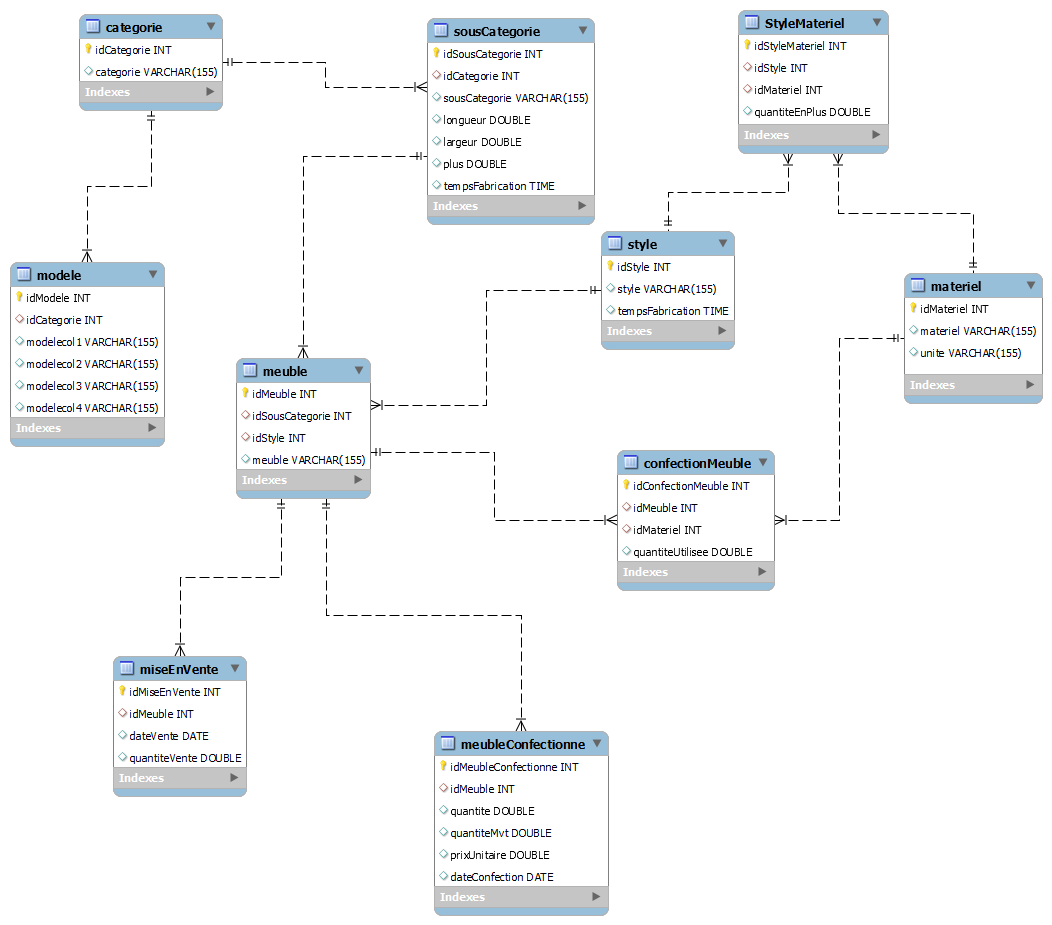 categorie
idCategorie INT
categorie VARCHAR(155)
Indexes
sousCategorie
idSousCategorie INT
idCategorie INT
sousCategorie VARCHAR(155)
longueur DOUBLE
largeur DOUBLE
plus DOUBLE
tempsFabrication TIME
Indexes
StyleMateriel
idStyleMateriel INT
idStyle INT
idMateriel INT
quantiteEnPlus DOUBLE
Indexes
modele
idModele INT
idCategorie INT
modelecol1 VARCHAR(155)
modelecol2 VARCHAR(155)
modelecol3 VARCHAR(155)
modelecol4 VARCHAR(155)
Indexes
style
idStyle INT
style VARCHAR(155)
tempsFabrication TIME
Indexes
materiel
idMateriel INT
materiel VARCHAR(155)
unite VARCHAR(155)
Indexes
meuble
idMeuble INT
idSousCategorie INT
idStyle INT
meuble VARCHAR(155)
Indexes
confectionMeuble
idConfectionMeuble INT
idMeuble INT
idMateriel INT
quantiteUtilisee DOUBLE
Indexes
miseEnVente
idMiseEnVente INT
idMeuble INT
dateVente DATE
quantiteVente DOUBLE
Indexes
meubleConfectionne
idMeubleConfectionne INT
idMeuble INT
quantite DOUBLE
quantiteMvt DOUBLE
prixUnitaire DOUBLE
dateConfection DATE
Indexes